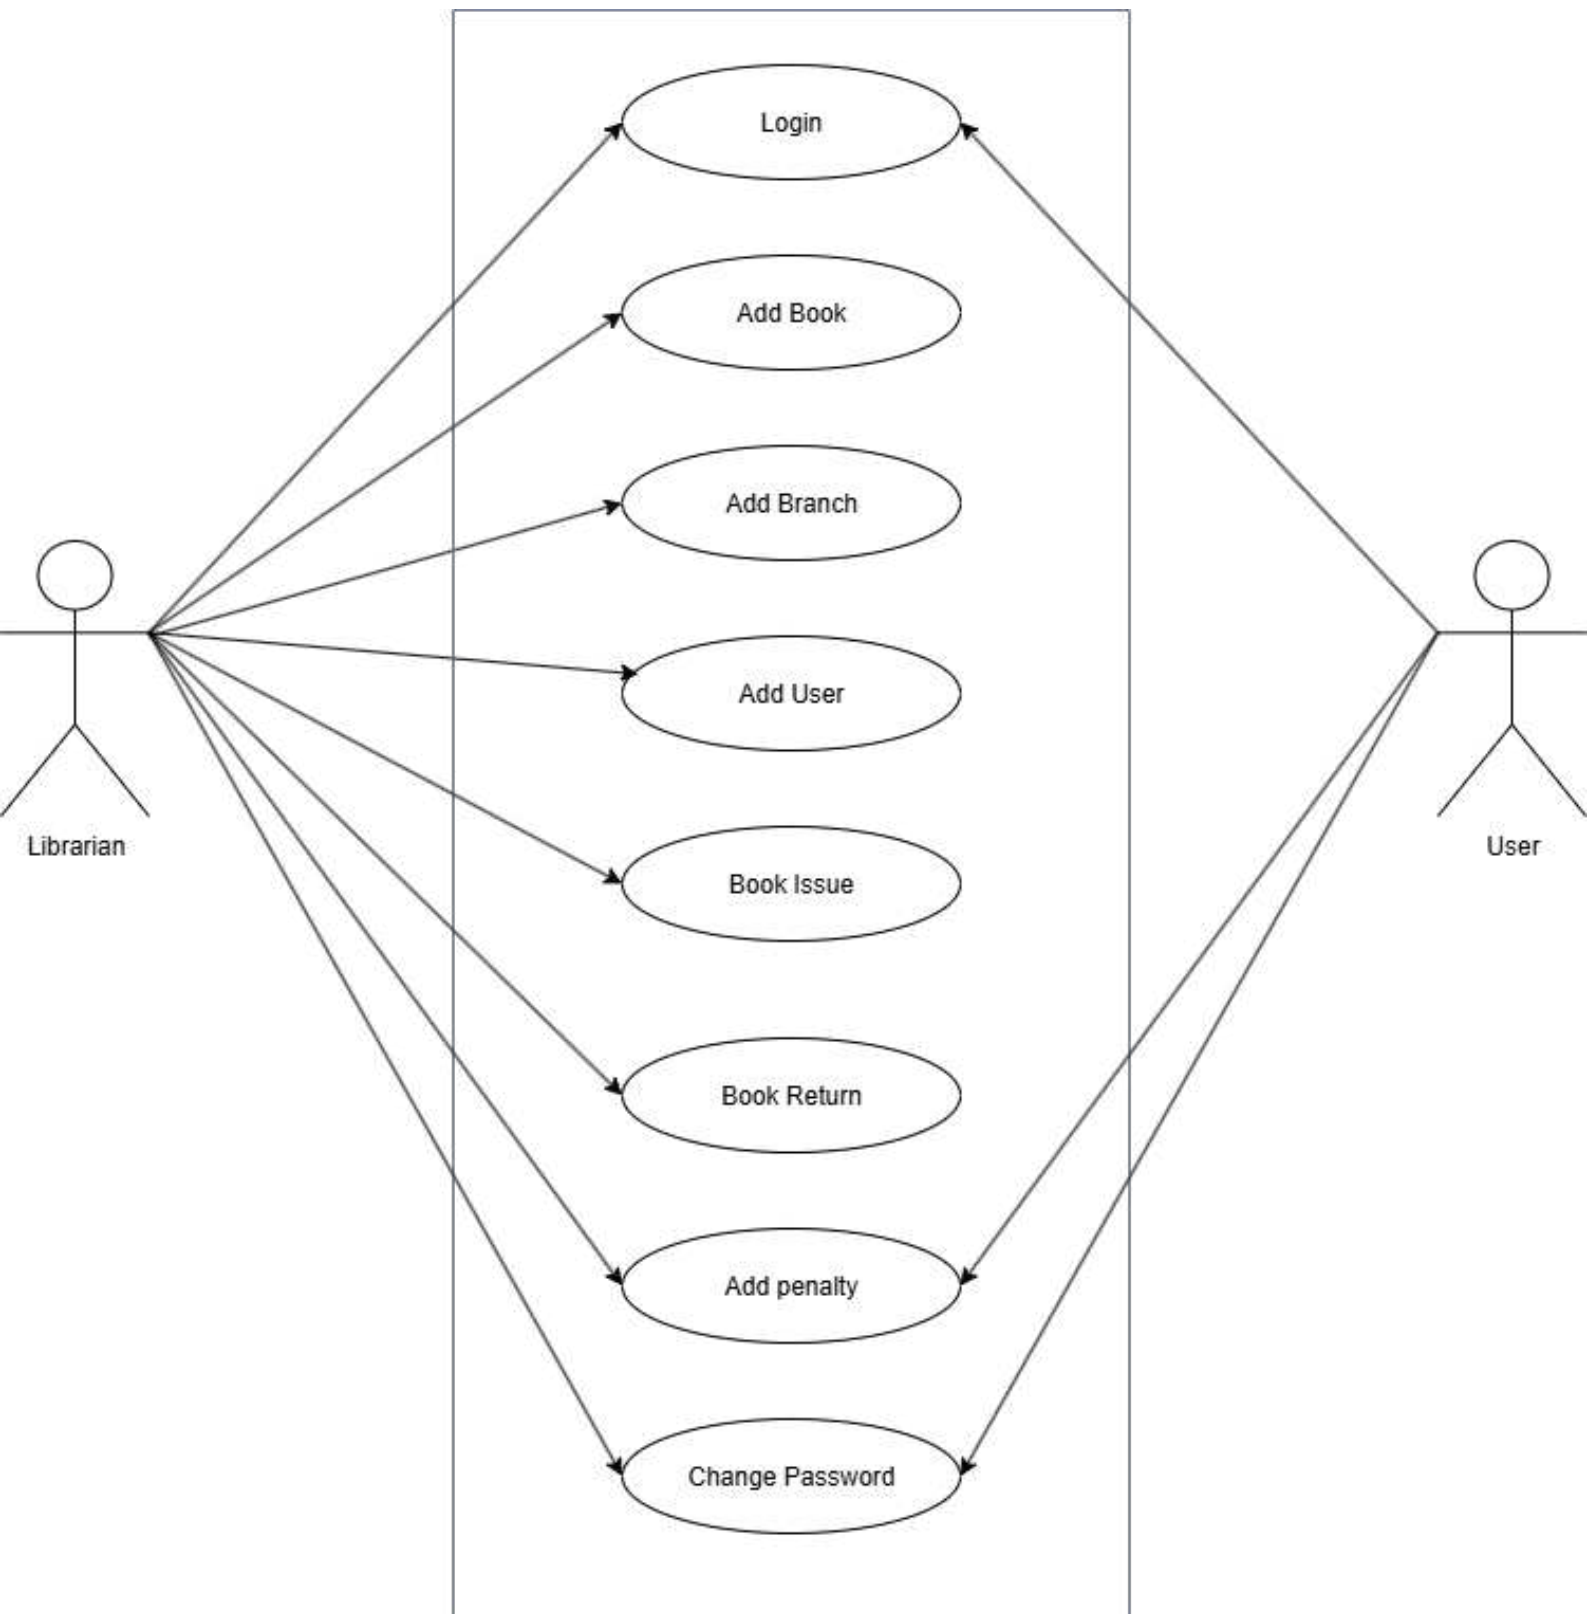 Login
Add Book
Add Branch
Add User
Librarian
User
Book Issue
Book Return
Add penalty
Change Password